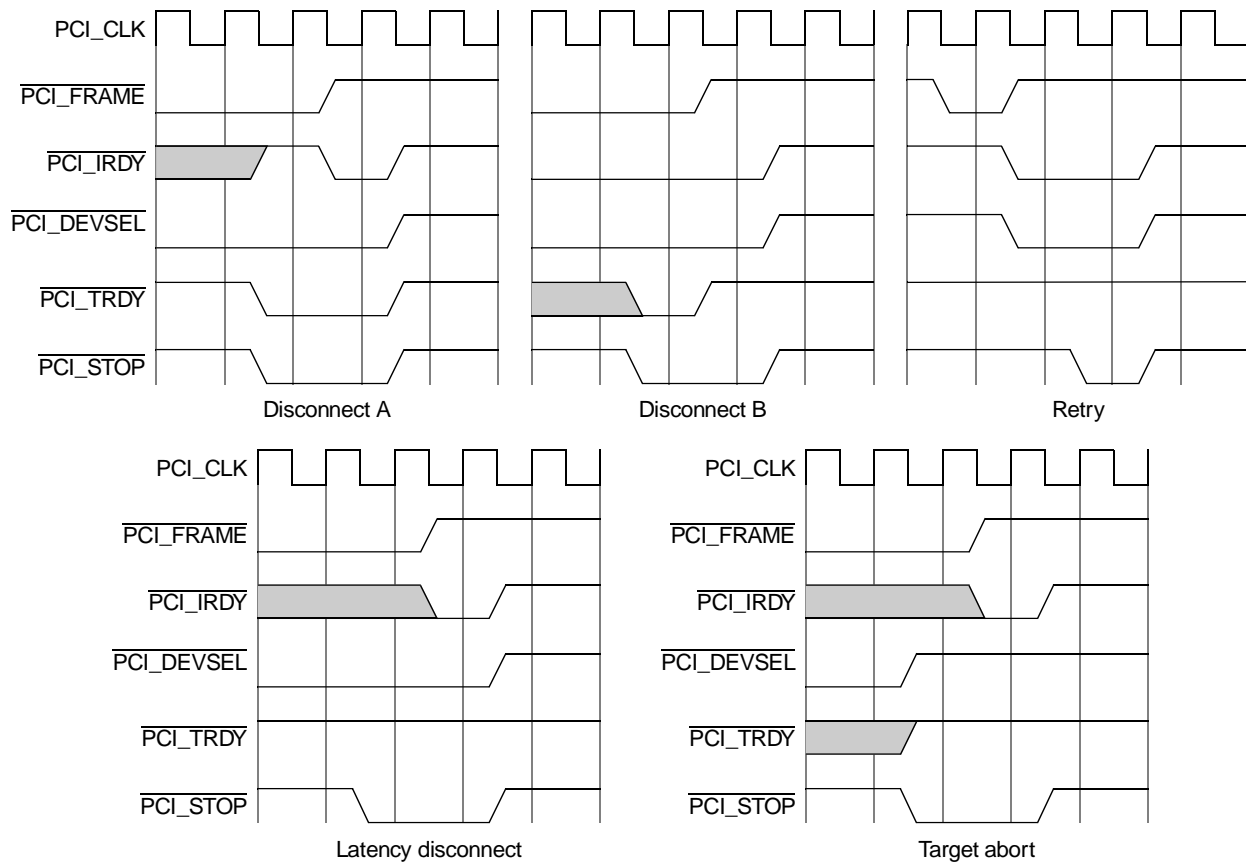 PCI_CLK
PCI_FRAME
PCI_IRDY
PCI_DEVSEL
PCI_TRDY
PCI_STOP
Disconnect A
Disconnect B
Retry
PCI_CLK
PCI_FRAME
PCI_IRDY
PCI_DEVSEL
PCI_TRDY
PCI_STOP
Latency disconnect
PCI_CLK
PCI_FRAME
PCI_IRDY
PCI_DEVSEL
PCI_TRDY
PCI_STOP
Target abort